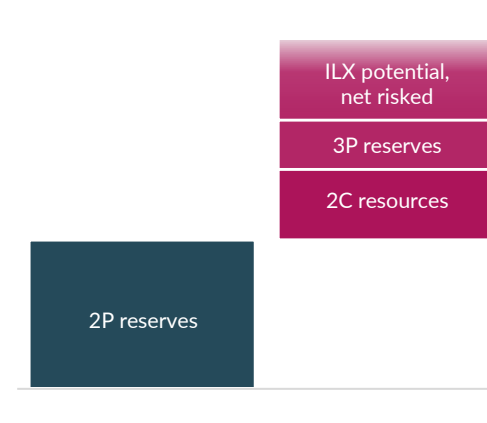 ILX potential,
net risked
3P reserves
2C resources
2P reserves